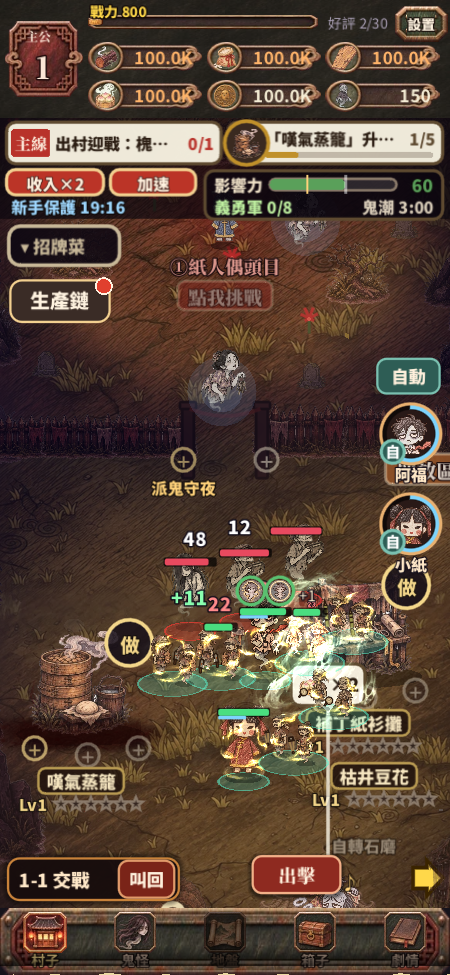 戰力 800
好評 2/30
設置
主公
1
100.0K
100.0K
100.0K
100.0K
100.0K
150
主線 出村迎戰：槐… 0/1
「嘆氣蒸籠」升… 1/5
收入×2
加速
影響力 60
新手保護 19:16
義勇軍 0/8
鬼潮 3:00
▾招牌菜
①紙人偶頭目
點我挑戰
生產鏈
自動
自
阿福
派鬼守夜
自
小紙
48
12
+11
22
+1
做
做
補丁紙衫攤
嘆氣蒸籠
Lv1
枯井豆花
Lv1
自轉石磨
1-1 交戰
叫回
出擊
村子
鬼怪
地盤
箱子
劇情